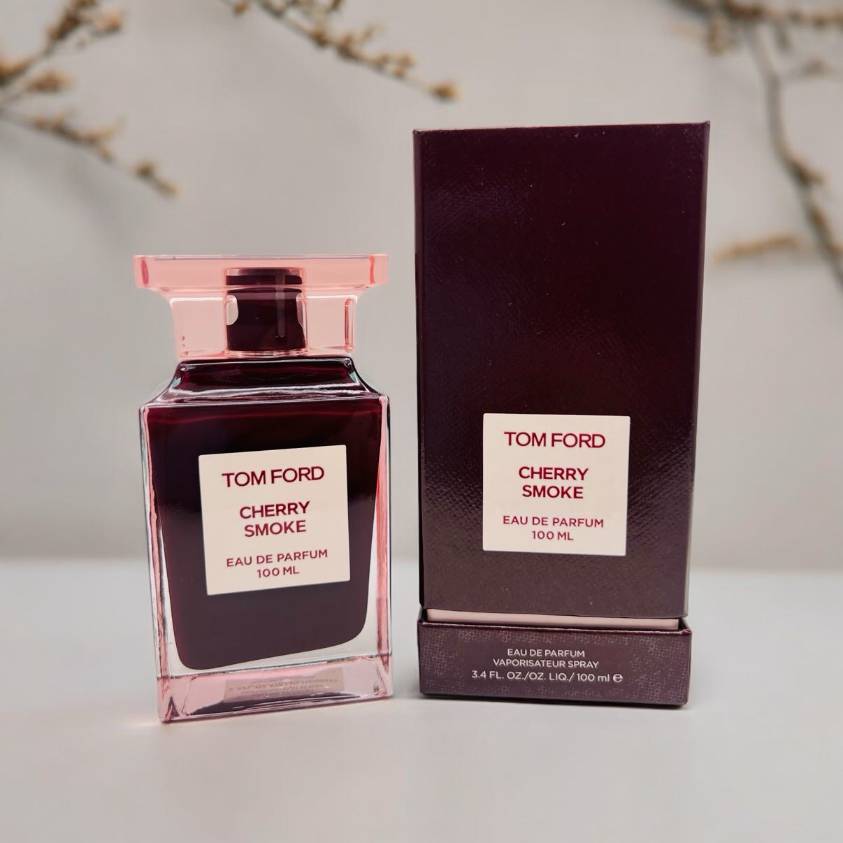 TOM FORD
CHERRY
SMOKE
EAU DE PARFUM
100 ML
TOM FORD
CHERRY
SMOKE
EAU DE PARFUM
100 ML
EAU DE PARFUM
VAPORISATEUR SPRAY
3.4 FL. OZ./OZ. LIQ./100 ml ℮